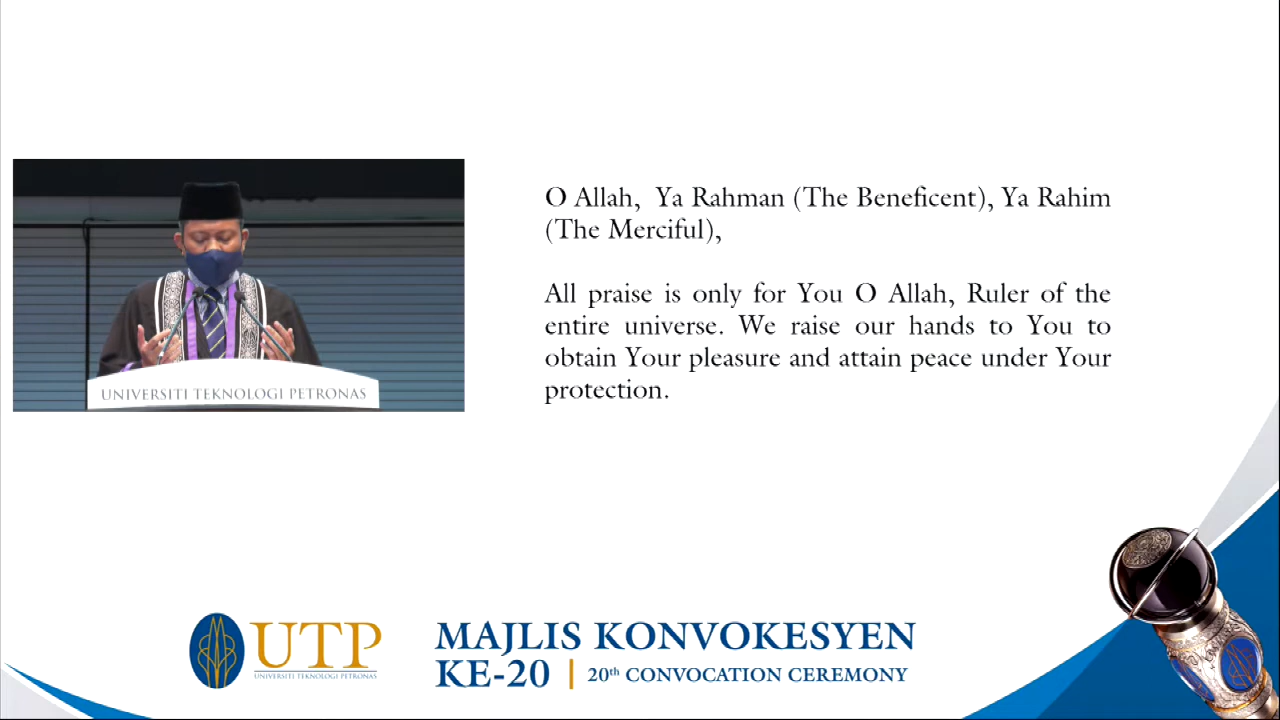 O Allah, Ya Rahman (The Beneficent), Ya Rahim
(The Merciful),
All praise is only for You O Allah, Ruler of the
entire universe. We raise our hands to You to
obtain Your pleasure and attain peace under Your
protection.
UNIVERSITI TEKNOLOGI PETRONAS
UTP
UNIVERSITI TEKNOLOGI PETRONAS
MAJLIS KONVOKESYEN
KE-20 | 20th CONVOCATION CEREMONY